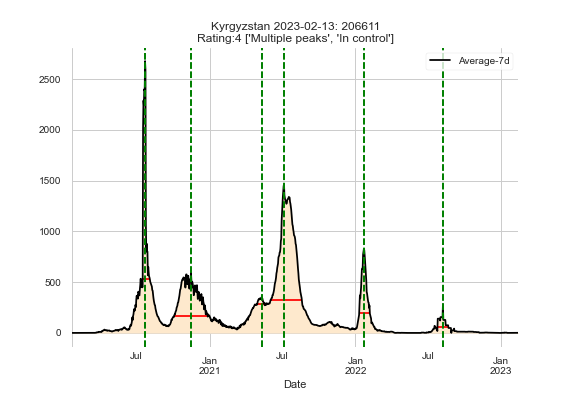 Kyrgyzstan 2023-02-13: 206611
Rating:4 ['Multiple peaks', 'In control']
Average-7d
2500
2000
1500
1000
500
0
Jul
Jan
2021
Jul
Jan
2022
Jul
Jan
2023
Date